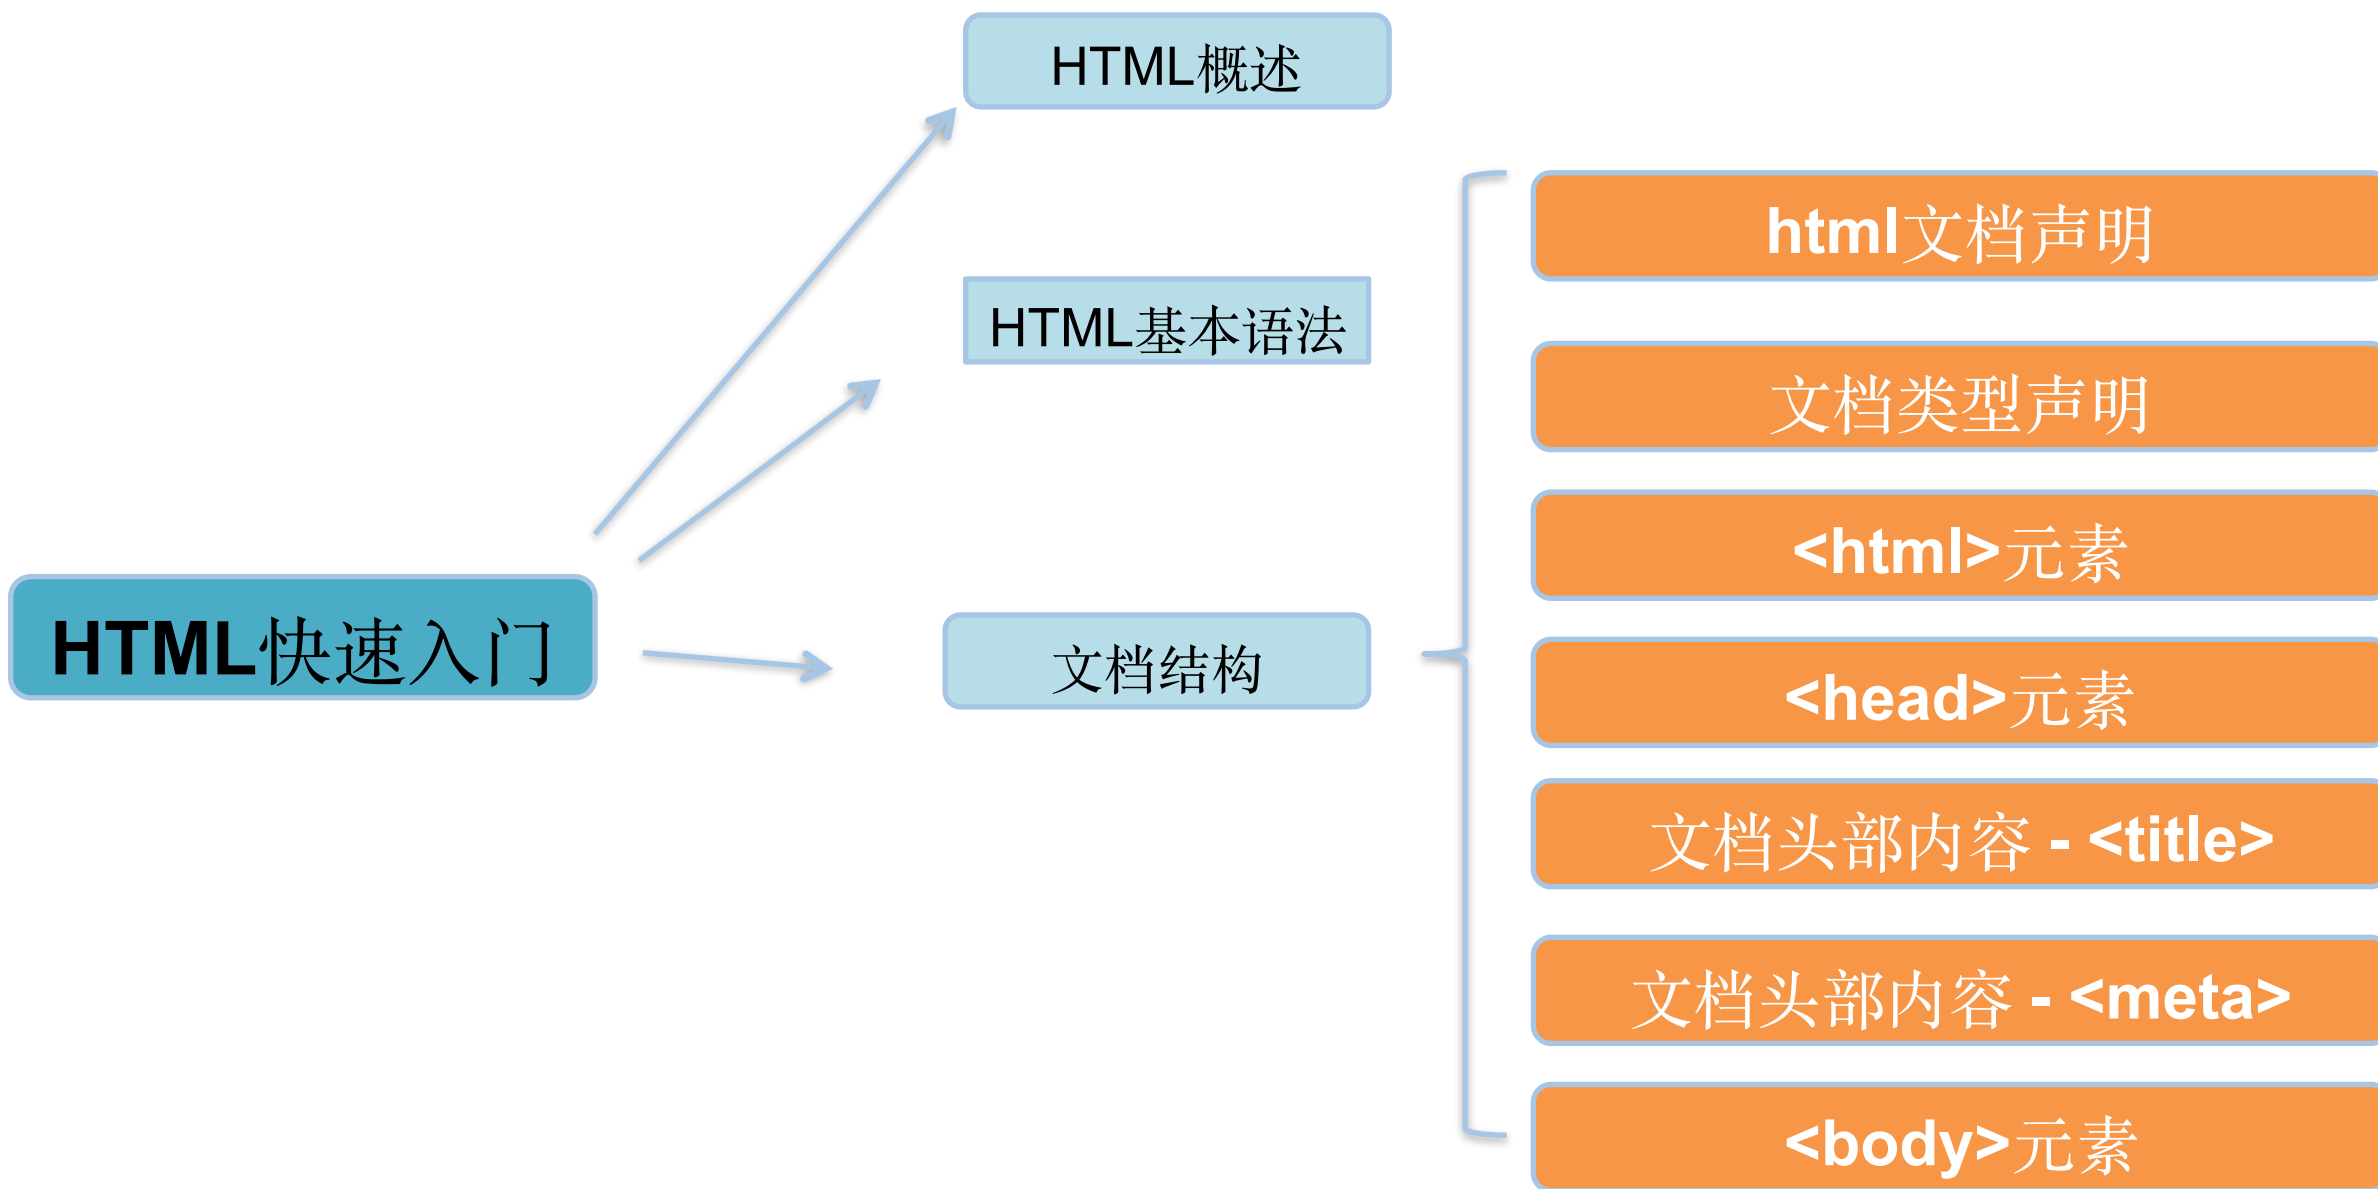 HTML概述
HTML基本语法
HTML快速入门
文档结构
html文档声明
文档类型声明
<html>元素
<head>元素
文档头部内容 - <title>
文档头部内容 - <meta>
<body>元素